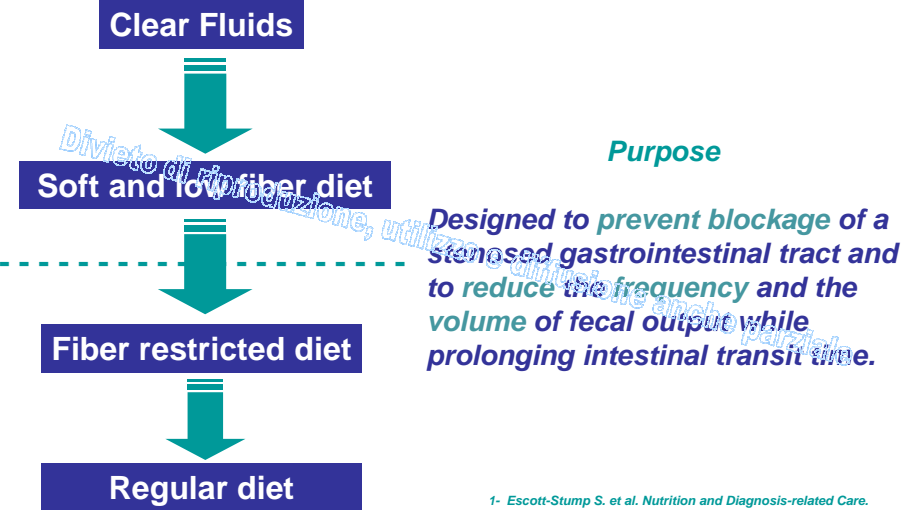 Clear Fluids
Soft and low fiber diet
Fiber restricted diet
Regular diet
Purpose
Designed to prevent blockage of a
stenosed gastrointestinal tract and
to reduce the frequency and the
volume of fecal output while
prolonging intestinal transit time.
1- Escott-Stump S. et al. Nutrition and Diagnosis-related Care.
Divieto di riproduzione, utilizzo e diffusione anche parziale